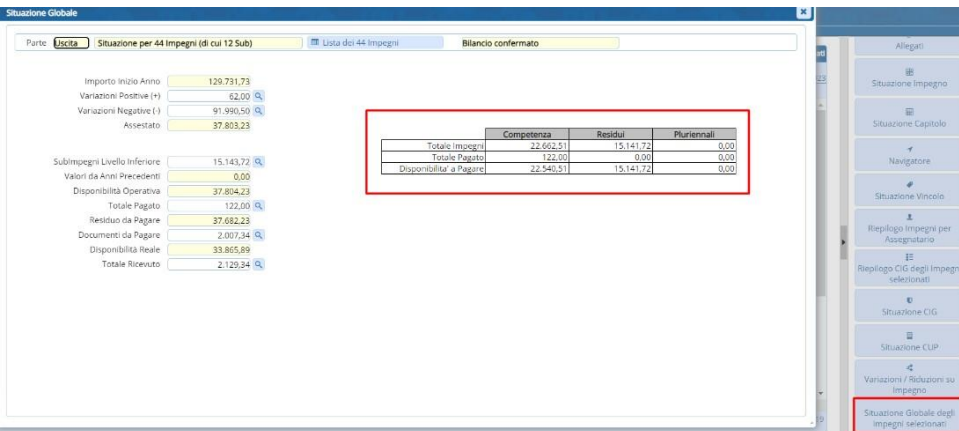 Situazione Globale
Parte Uscita Situazione per 44 Impegni (di cui 12 Sub) Lista dei 44 Impegni Bilancio confermato
Importo Inizio Anno 129.731,73
Variazioni Positive (+) 62,00
Variazioni Negative (-) 91.990,50
Assestato 37.803,23
SubImpegni Livello Inferiore 15.143,72
Valori da Anni Precedenti 0,00
Disponibilità Operativa 37.804,23
Totale Pagato 122,00
Residuo da Pagare 37.682,23
Documenti da Pagare 2.007,34
Disponibilità Reale 33.865,89
Totale Ricevuto 2.129,34
Competenza Residui Pluriennali
Totale Impegni 22.662,51 15.141,72 0,00
Totale Pagato 122,00 0,00 0,00
Disponibilita' a Pagare 22.540,51 15.141,72 0,00
Allegati
Situazione Impegno
Situazione Capitolo
Navigatore
Situazione Vincolo
Riepilogo Impegni per
Assegnatario
Riepilogo CIG degli Impegn
selezionati
Situazione CIG
Situazione CUP
Variazioni / Riduzioni su
Impegno
Situazione Globale degli
Impegni selezionati